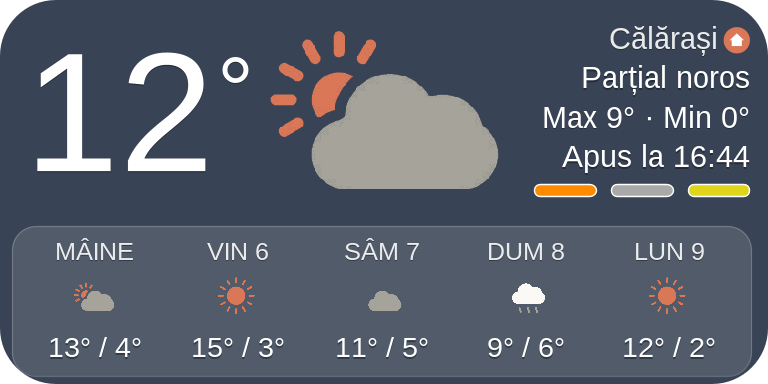 12°
Călărași
Parțial noros
Max 9° · Min 0°
Apus la 16:44
MÂINE VIN 6 SÂM 7 DUM 8 LUN 9
13° / 4° 15° / 3° 11° / 5° 9° / 6° 12° / 2°